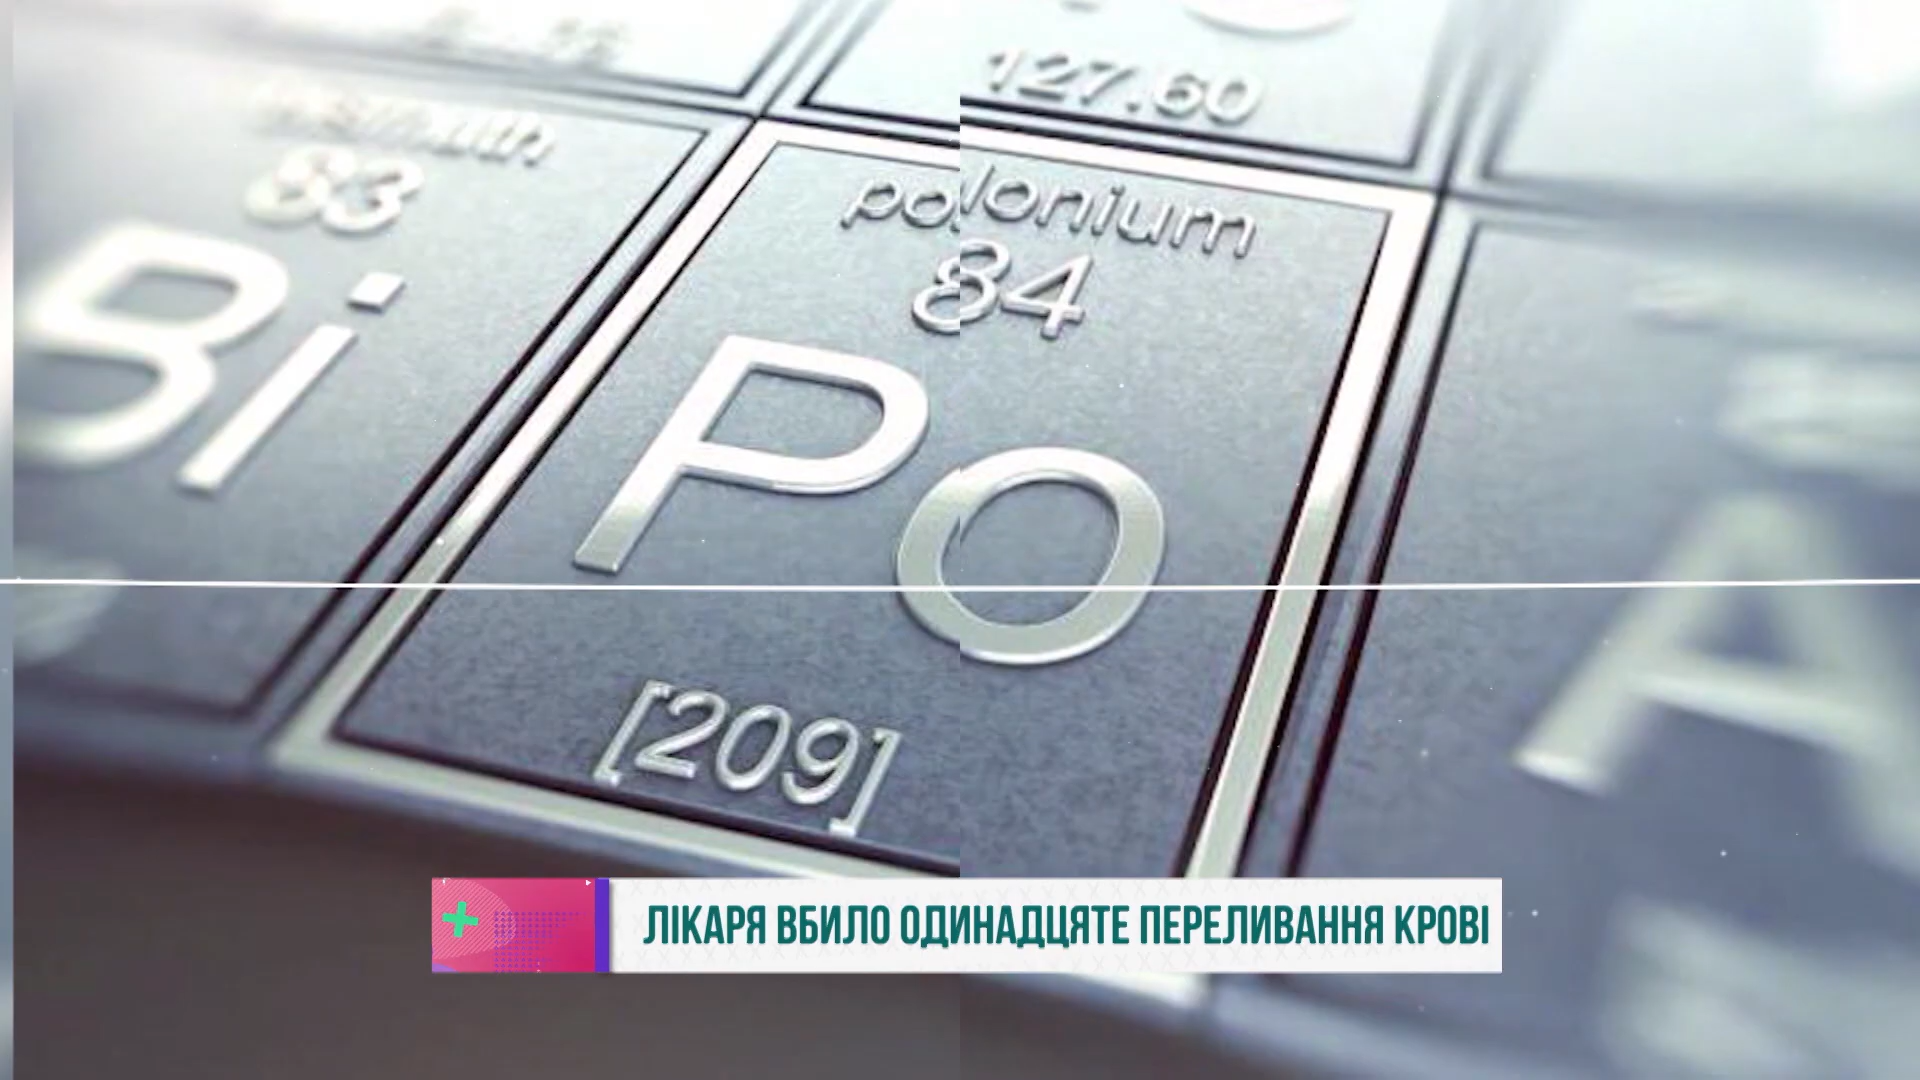 127.60
83
Bi
polonium
84
Po
[209]
A
ЛІКАРЯ ВБИЛО ОДИНАДЦЯТЕ ПЕРЕЛИВАННЯ КРОВІ